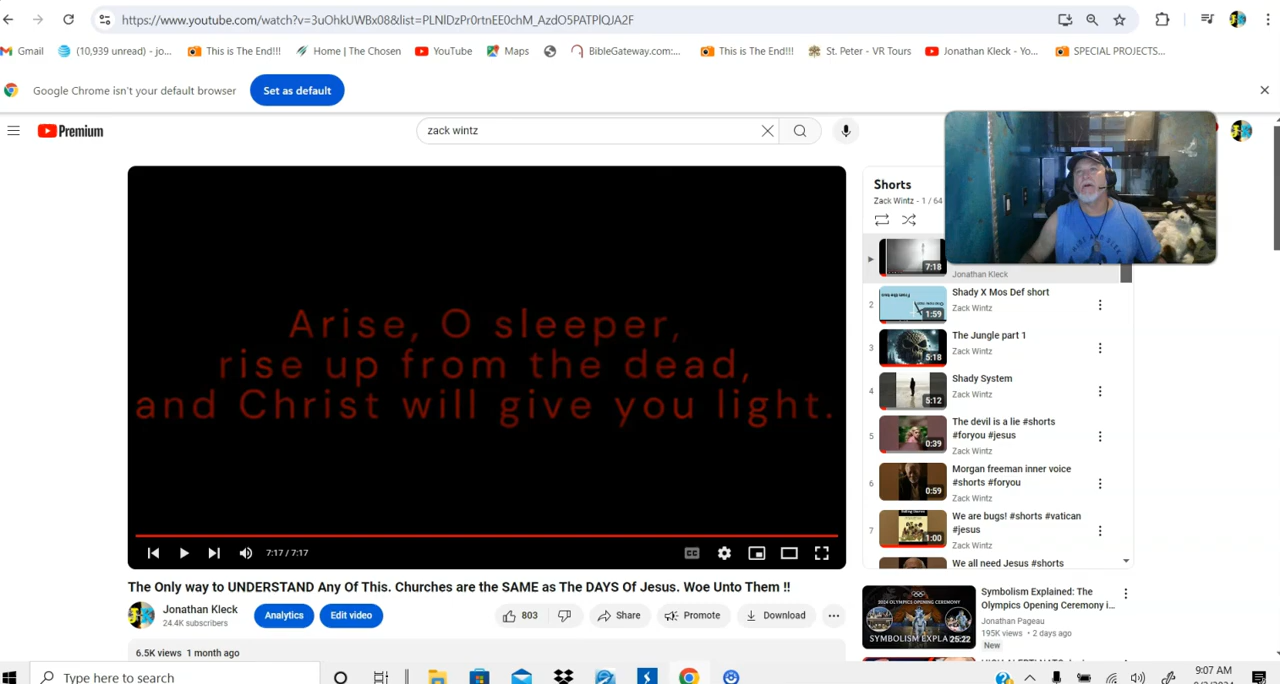 https://www.youtube.com/watch?v=3uOhkUWBx08&list=PLNlDzPr0rtnEE0chM_AzdO5PATPlQJA2F
Gmail
(10,939 unread) - jo...
This is The End!!!
Home | The Chosen
YouTube
Maps
BibleGateway.com:...
This is The End!!!
St. Peter - VR Tours
Jonathan Kleck - Yo...
SPECIAL PROJECTS...
Google Chrome isn't your default browser
Set as default
Premium
zack wintz
Arise, O sleeper,
rise up from the dead,
and Christ will give you light.
7:17 / 7:17
CC
The Only way to UNDERSTAND Any Of This. Churches are the SAME as The DAYS Of Jesus. Woe Unto Them !!
Jonathan Kleck
24.4K subscribers
Analytics
Edit video
803
Share
Promote
Download
6.5K views 1 month ago
Shorts
Zack Wintz - 1 / 64
7:18
Jonathan Kleck
2
1:59
Shady X Mos Def short
Zack Wintz
3
5:18
The Jungle part 1
Zack Wintz
4
5:12
Shady System
Zack Wintz
5
0:39
The devil is a lie #shorts
#foryou #jesus
Zack Wintz
6
0:59
Morgan freeman inner voice
#shorts #foryou
Zack Wintz
7
1:00
We are bugs! #shorts #vatican
#jesus
Zack Wintz
We all need Jesus #shorts
2024 OLYMPICS OPENING CEREMONY
SYMBOLISM EXPLA
25:22
Symbolism Explained: The
Olympics Opening Ceremony i...
Jonathan Pageau
195K views • 2 days ago
New
Type here to search
9:07 AM